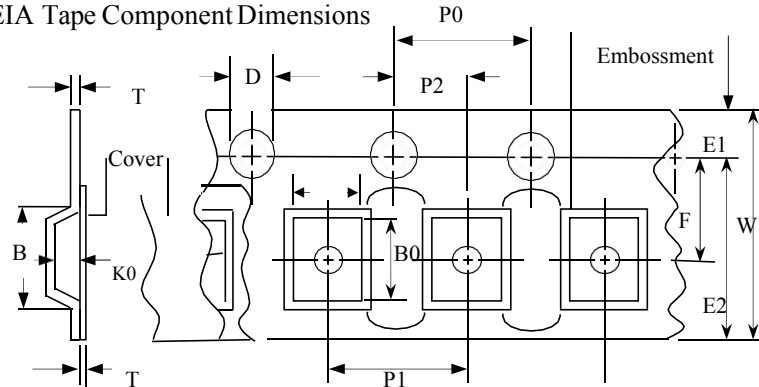 EIA Tape Component Dimensions
P0
Embossment
D
P2
T
E1
Cover
F
W
B
B0
K0
E2
P1
T